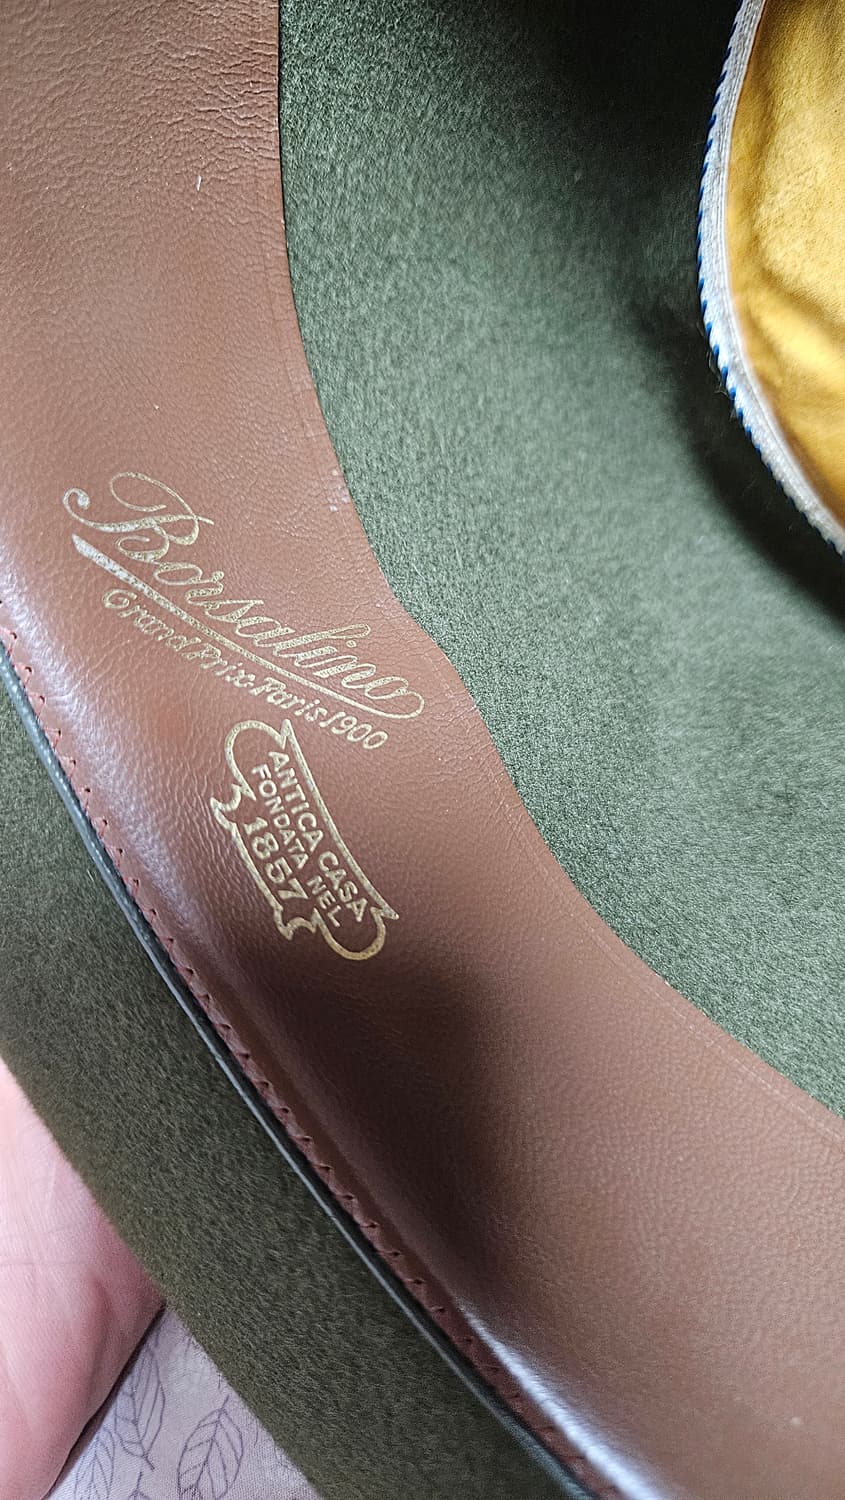 Borsalino
Grand Prix Paris 1900
ANTICA CASA
FONDATA NEL
1857